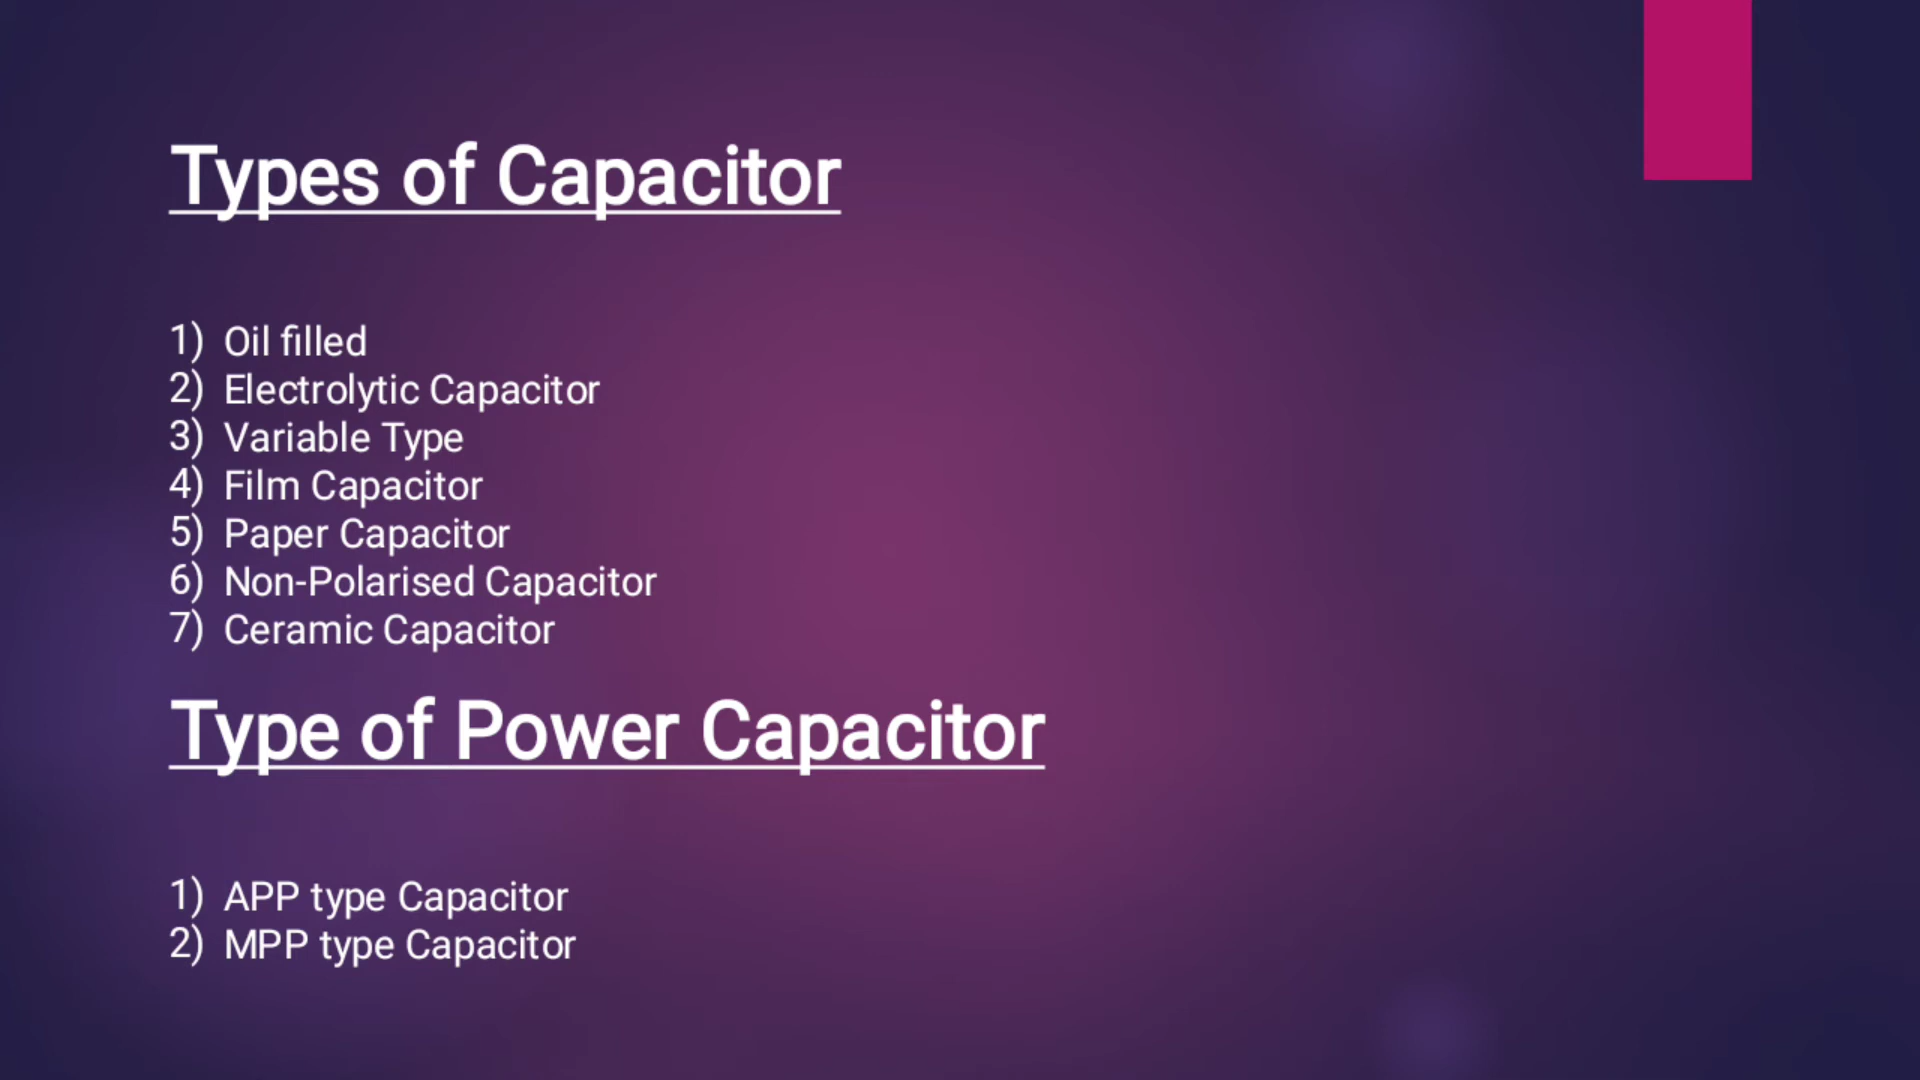 Types of Capacitor
1) Oil filled
2) Electrolytic Capacitor
3) Variable Type
4) Film Capacitor
5) Paper Capacitor
6) Non-Polarised Capacitor
7) Ceramic Capacitor
Type of Power Capacitor
1) APP type Capacitor
2) MPP type Capacitor